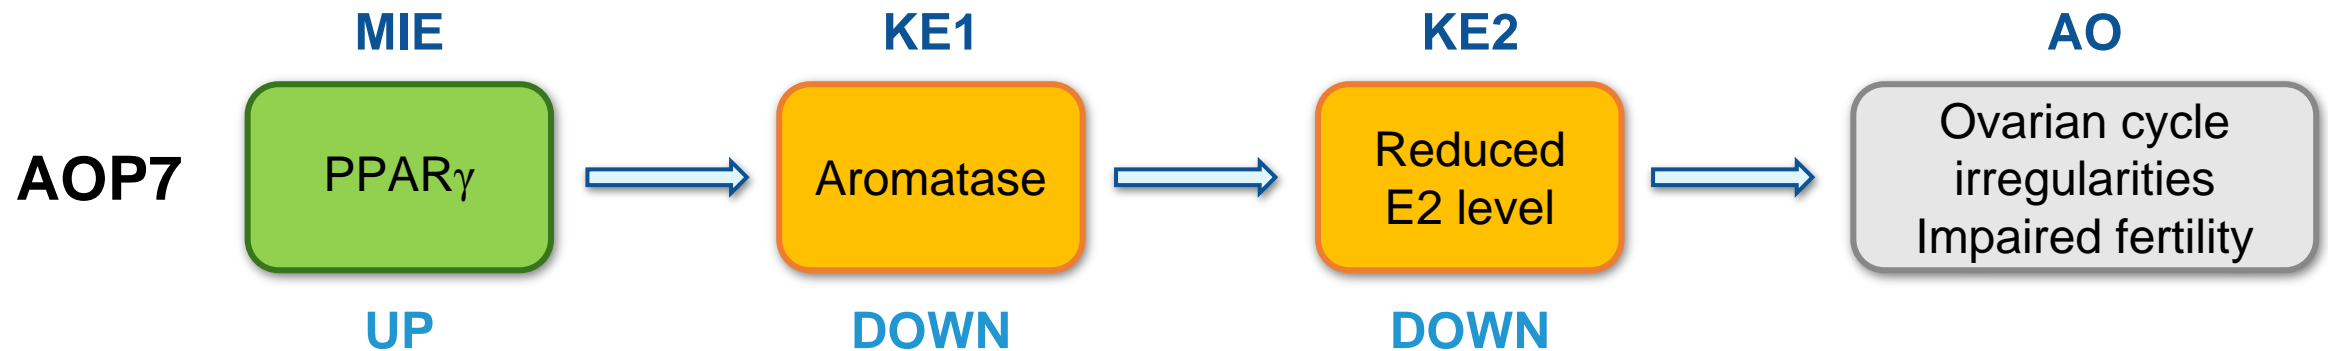 MIE KE1 KE2 AO
AOP7
PPARγ
Aromatase
Reduced
E2 level
Ovarian cycle
irregularities
Impaired fertility
UP DOWN DOWN